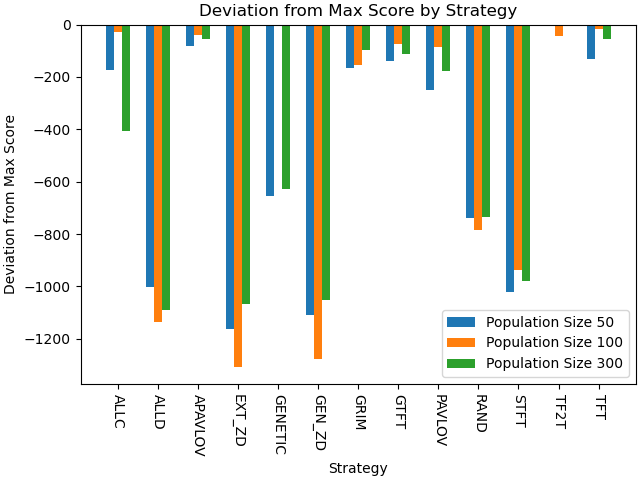 Deviation from Max Score by Strategy
Deviation from Max Score
0
−200
−400
−600
−800
−1000
−1200
Population Size 50
Population Size 100
Population Size 300
ALLC
ALLD
APAVLOV
EXT_ZD
GENETIC
GEN_ZD
GRIM
GTFT
PAVLOV
RAND
STFT
TF2T
TFT
Strategy